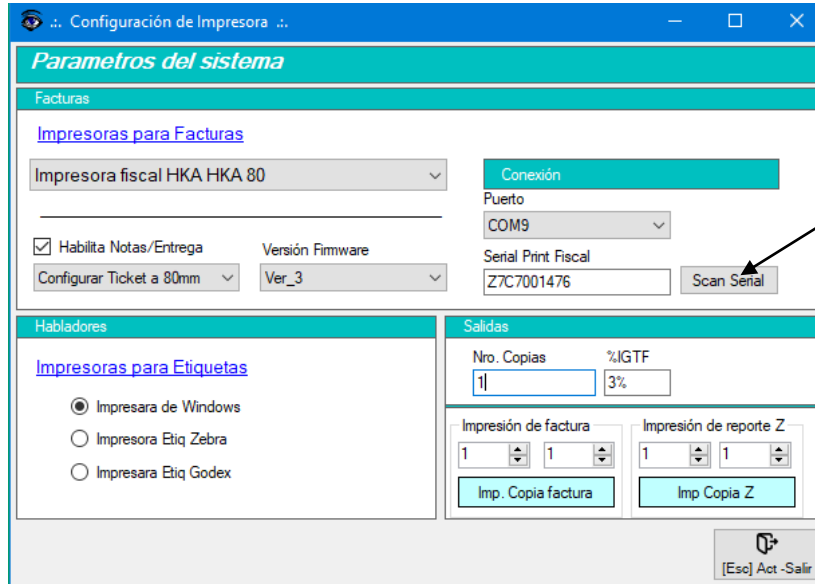 .:. Configuración de Impresora .:.
Parametros del sistema
Facturas
Impresoras para Facturas
Impresora fiscal HKA HKA 80
Conexión
Puerto
COM9
Habilita Notas/Entrega
Versión Firmware
Serial Print Fiscal
Configurar Ticket a 80mm
Ver_3
Z7C7001476
Scan Serial
Habladores
Impresoras para Etiquetas
Impresara de Windows
Impresora Etiq Zebra
Impresara Etiq Godex
Salidas
Nro. Copias
%IGTF
1
3%
Impresión de factura
Impresión de reporte Z
1 1
1 1
Imp. Copia factura
Imp Copia Z
[Esc] Act -Salir